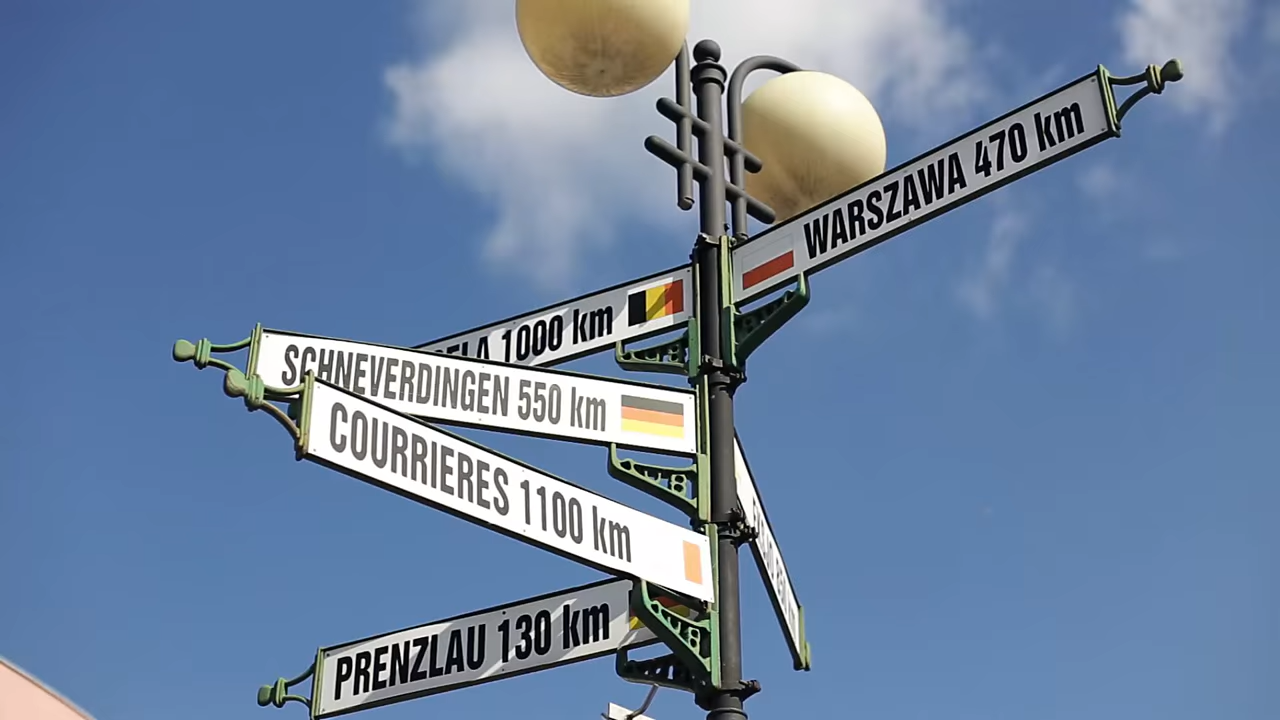 WARSZAWA 470 km
1000 km
SCHNEVERDINGEN 550 km
COURRIERES 1100 km
PRENZLAU 130 km